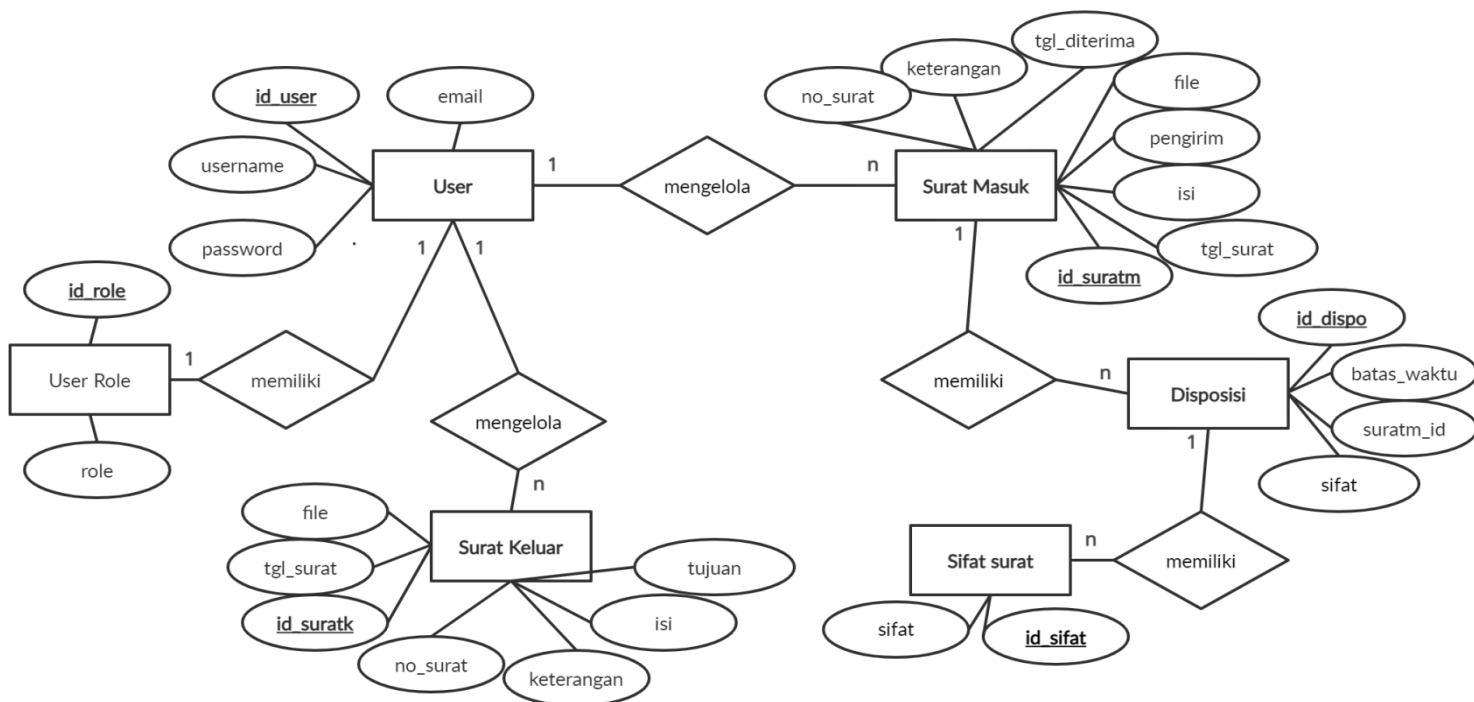 tgl_diterima
keterangan
file
id_user
email
no_surat
pengirim
username
User
1
mengelola
n
Surat Masuk
isi
password
1
1
1
tgl_surat
id_suratm
id_role
id_dispo
User Role
1
memiliki
memiliki
n
Disposisi
batas_waktu
mengelola
suratm_id
role
1
sifat
n
file
Surat Keluar
tujuan
n
Sifat surat
memiliki
tgl_surat
id_suratk
isi
sifat
id_sifat
no_surat
keterangan